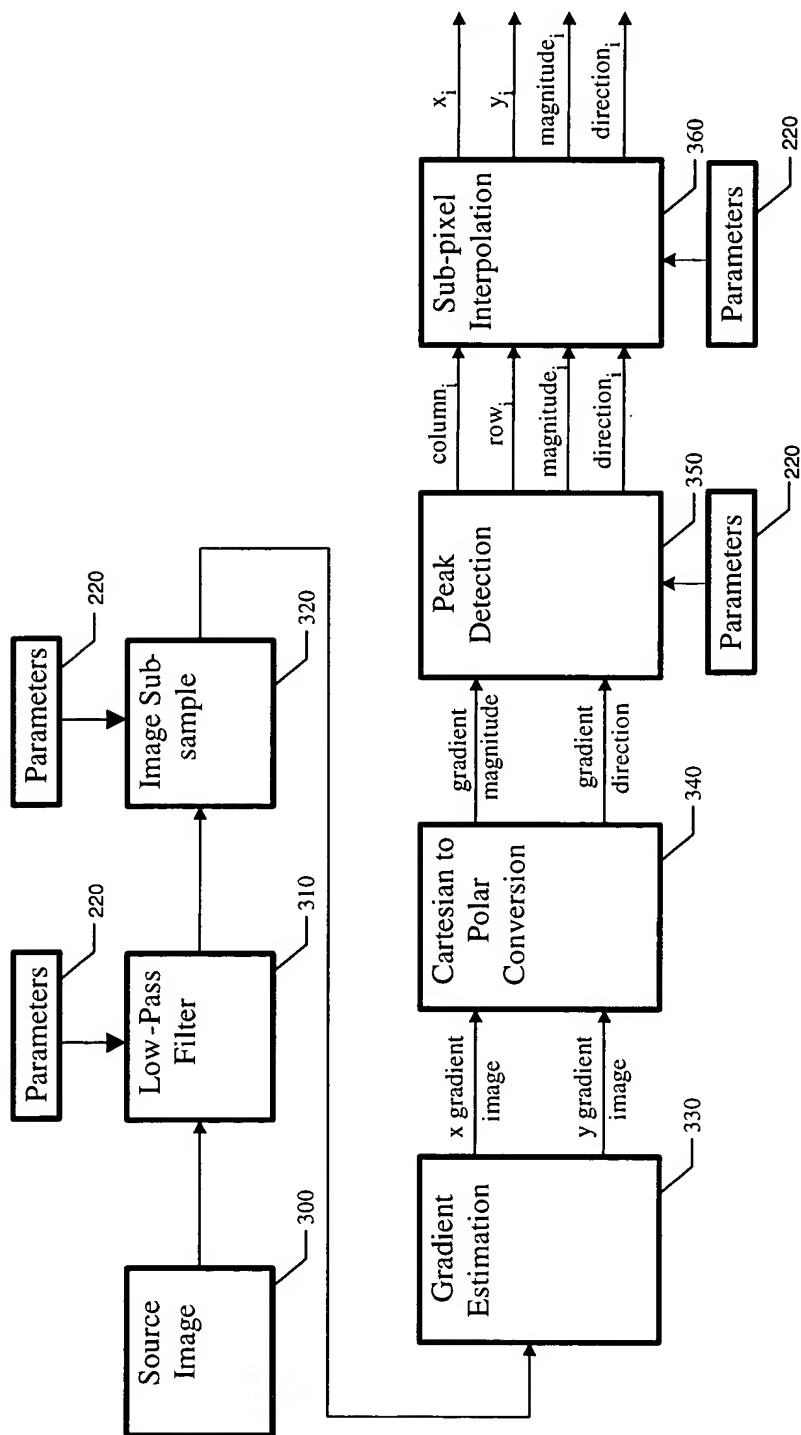 Source
Image
300
Parameters
220
Low-Pass
Filter
310
Parameters
220
Image Sub-
sample
320
Gradient
Estimation
330
x gradient
image
y gradient
image
Cartesian to
Polar
Conversion
340
gradient
magnitude
gradient
direction
Peak
Detection
350
Parameters
220
column_i
row_i
magnitude_i
direction_i
Sub-pixel
Interpolation
360
Parameters
220
x_i
y_i
magnitude_i
direction_i